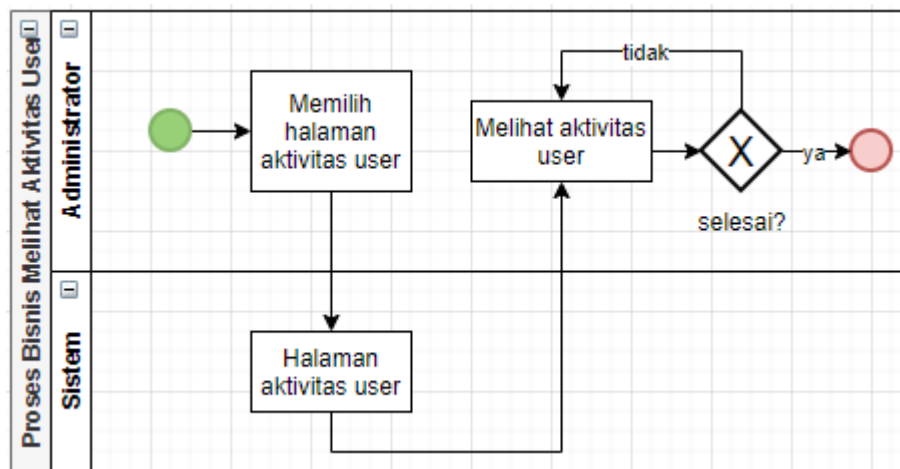 Proses Bisnis Melihat Aktivitas User
Administrator
Memilih
halaman
aktivitas user
tidak
Melihat aktivitas
user
X
ya
selesai?
Sistem
Halaman
aktivitas user